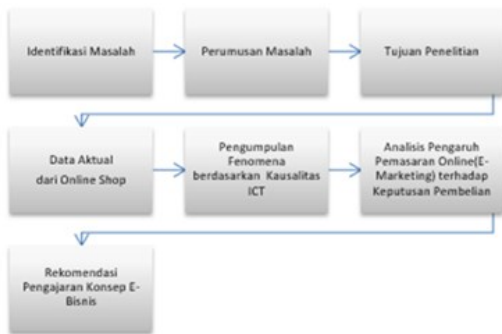 Identifikasi Masalah
Perumusan Masalah
Tujuan Penelitian
Data Aktual
dari Online Shop
Pengumpulan
Fenomena
berdasarkan Kausalitas
ICT
Analisis Pengaruh
Pemasaran Online(E-
Marketing) terhadap
Keputusan Pembelian
Rekomendasi
Pengajaran Konsep E-
Bisnis